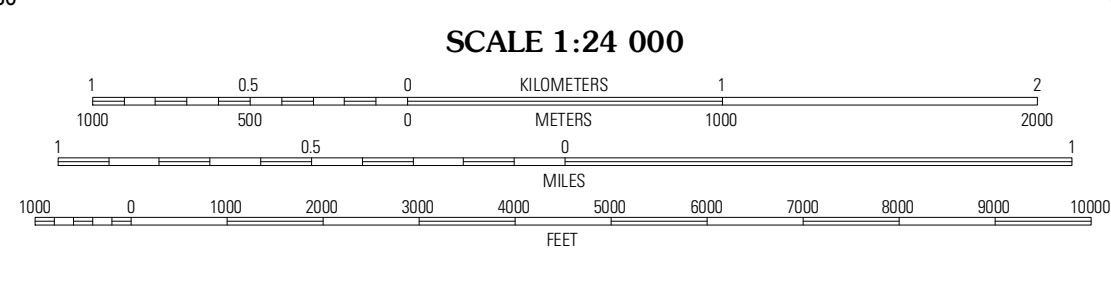 SCALE 1:24 000
1 0.5 0 KILOMETERS 1 2
1000 500 0 METERS 1000 2000
1 0.5 0 1
MILES
1000 0 1000 2000 3000 4000 5000 6000 7000 8000 9000 10000
FEET